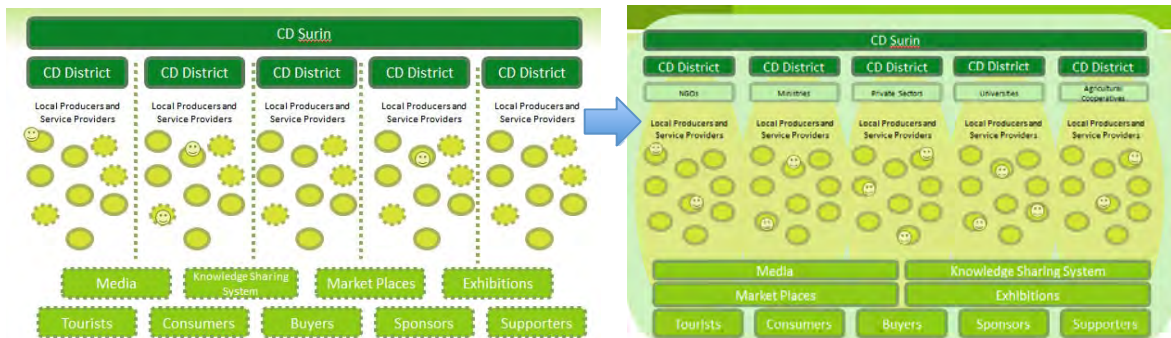 CD Surin
CD District
CD District
CD District
CD District
CD District
Local Producers and
Service Providers
Local Producers and
Service Providers
Local Producers and
Service Providers
Local Producers and
Service Providers
Local Producers and
Service Providers
Media
Knowledge Sharing
System
Market Places
Exhibitions
Tourists
Consumers
Buyers
Sponsors
Supporters
CD Surin
CD District
CD District
CD District
CD District
CD District
NGOs
Ministries
Private Sectors
Universities
Agricultural
Cooperatives
Local Producers and
Service Providers
Local Producers and
Service Providers
Local Producers and
Service Providers
Local Producers and
Service Providers
Local Producers and
Service Providers
Media
Knowledge Sharing System
Market Places
Exhibitions
Tourists
Consumers
Buyers
Sponsors
Supporters